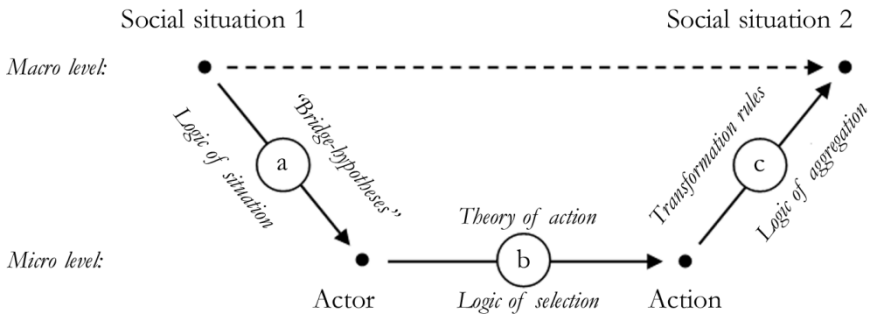 Social situation 1
Social situation 2
Macro level:
Logic of situation
a
“Bridge-hypotheses”
Transformation rules
c
Logic of aggregation
Theory of action
Micro level:
b
Actor
Logic of selection
Action